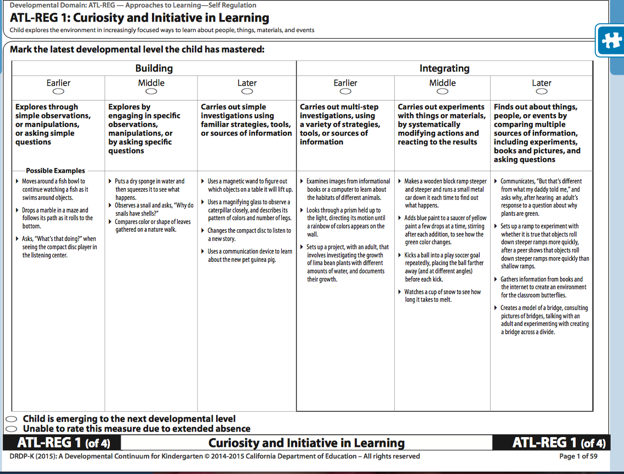 Developmental Domain: ATL-REG — Approaches to Learning—Self Regulation
ATL-REG 1: Curiosity and Initiative in Learning
Child explores the environment in increasingly focused ways to learn about people, things, materials, and events
Mark the latest developmental level the child has mastered:
Building
Integrating
Earlier
Middle
Later
Earlier
Middle
Later
Explores through
simple observations,
or manipulations,
or asking simple
questions
Explores by
engaging in specific
observations,
manipulations, or
by asking specific
questions
Carries out simple
investigations using
familiar strategies, tools,
or sources of information
Carries out multi-step
investigations, using
a variety of strategies,
tools, or sources of
information
Carries out experiments
with things or materials,
by systematically
modifying actions and
reacting to the results
Finds out about things,
people, or events by
comparing multiple
sources of information,
including experiments,
books and pictures, and
asking questions
Possible Examples
Moves around a fish bowl to
continue watching a fish as it
swims around objects.
Drops a marble in a maze and
follows its path as it rolls to the
bottom.
Asks, "What's that doing?" when
seeing the compact disc player in
the listening center.
Puts a dry sponge in water and
then squeezes it to see what
happens.
Observes a snail and asks, "Why do
snails have shells?"
Compares color or shape of leaves
gathered on a nature walk.
Uses a magnetic wand to figure out
which objects on a table it will lift up.
Uses a magnifying glass to observe a
caterpillar closely, and describes its
pattern of colors and number of legs.
Changes the compact disc to listen to
a new story.
Uses a communication device to learn
about the new pet guinea pig.
Examines images from informational
books or a computer to learn about
the habitats of different animals.
Looks through a prism held up to
the light, directing its motion until
a rainbow of colors appears on the
wall.
Sets up a project, with an adult, that
involves investigating the growth
of lima bean plants with different
amounts of water, and documents
their growth.
Makes a wooden block ramp steeper
and steeper and runs a small metal
car down it each time to find out
what happens.
Adds blue paint to a saucer of yellow
paint a few drops at a time, stirring
after each addition, to see how the
green color changes.
Kicks a ball into a play soccer goal
repeatedly, placing the ball farther
away (and at different angles)
before each kick.
Watches a cup of snow to see how
long it takes to melt.
Communicates, "But that's different
from what my daddy told me," and
asks why, after hearing an adult's
response to a question about why
plants are green.
Sets up a ramp to experiment with
whether it is true that objects roll
down steeper ramps more quickly,
after a peer shows that objects roll
down steeper ramps more quickly than
shallow ramps.
Gathers information from books and
the internet to create an environment
for the classroom butterflies.
Creates a model of a bridge, consulting
pictures of bridges, talking with an
adult and experimenting with creating
a bridge across a divide.
Child is emerging to the next developmental level
Unable to rate this measure due to extended absence
ATL-REG 1 (of 4)
Curiosity and Initiative in Learning
ATL-REG 1 (of 4)
DRDP-K (2015): A Developmental Continuum for Kindergarten © 2014-2015 California Department of Education – All rights reserved
Page 1 of 59